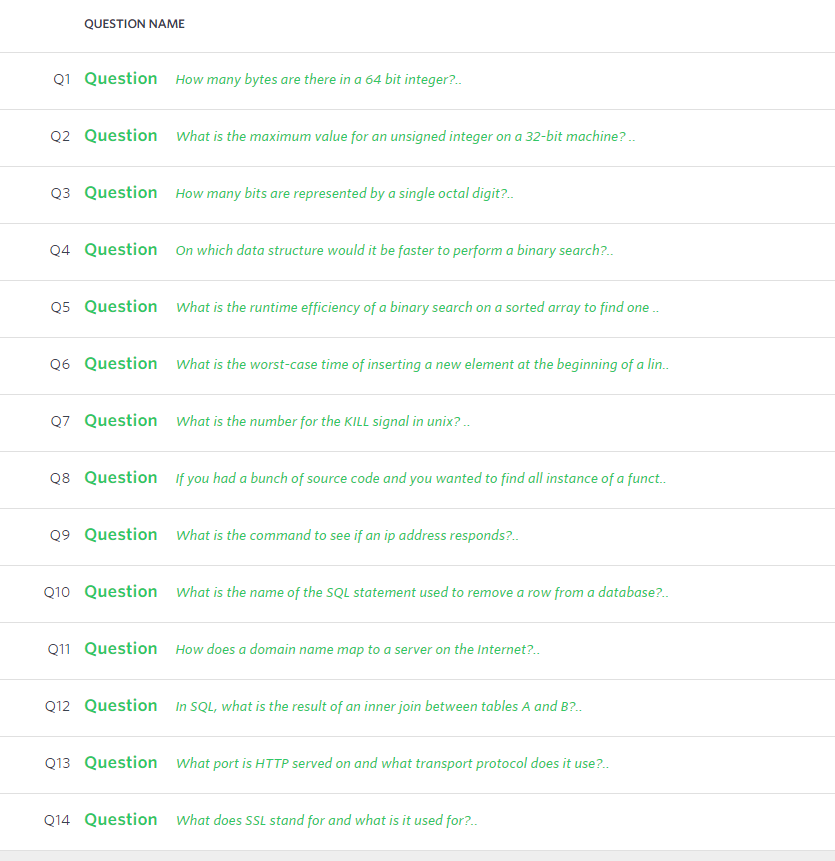 QUESTION NAME
Q1 Question How many bytes are there in a 64 bit integer?..
Q2 Question What is the maximum value for an unsigned integer on a 32-bit machine? ..
Q3 Question How many bits are represented by a single octal digit?..
Q4 Question On which data structure would it be faster to perform a binary search?..
Q5 Question What is the runtime efficiency of a binary search on a sorted array to find one ..
Q6 Question What is the worst-case time of inserting a new element at the beginning of a lin..
Q7 Question What is the number for the KILL signal in unix? ..
Q8 Question If you had a bunch of source code and you wanted to find all instance of a funct..
Q9 Question What is the command to see if an ip address responds?..
Q10 Question What is the name of the SQL statement used to remove a row from a database?..
Q11 Question How does a domain name map to a server on the Internet?..
Q12 Question In SQL, what is the result of an inner join between tables A and B?..
Q13 Question What port is HTTP served on and what transport protocol does it use?..
Q14 Question What does SSL stand for and what is it used for?..